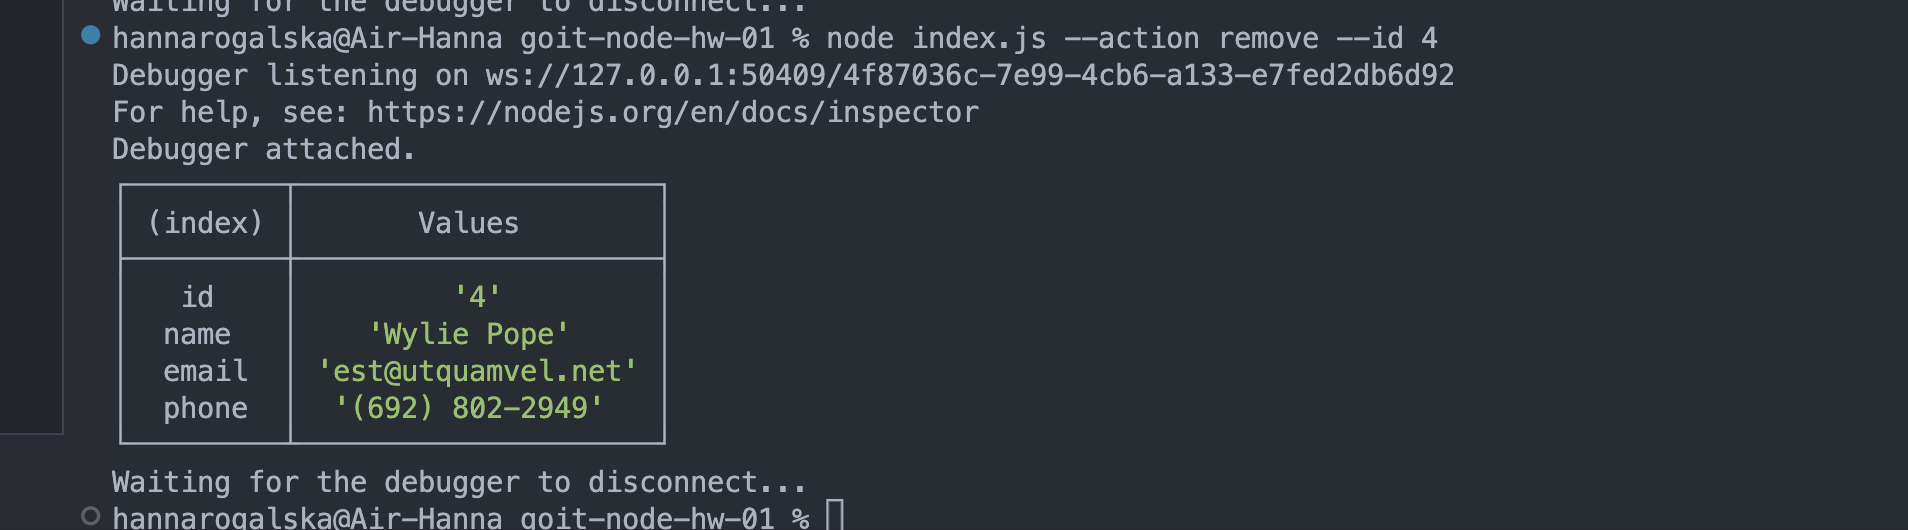 Waiting for the debugger to disconnect...
hannarogalska@Air-Hanna goit-node-hw-01 % node index.js --action remove --id 4
Debugger listening on ws://127.0.0.1:50409/4f87036c-7e99-4cb6-a133-e7fed2db6d92
For help, see: https://nodejs.org/en/docs/inspector
Debugger attached.
(index) Values
id '4'
name 'Wylie Pope'
email 'est@utquamvel.net'
phone '(692) 802-2949'
Waiting for the debugger to disconnect...
hannarogalska@Air-Hanna goit-node-hw-01 %